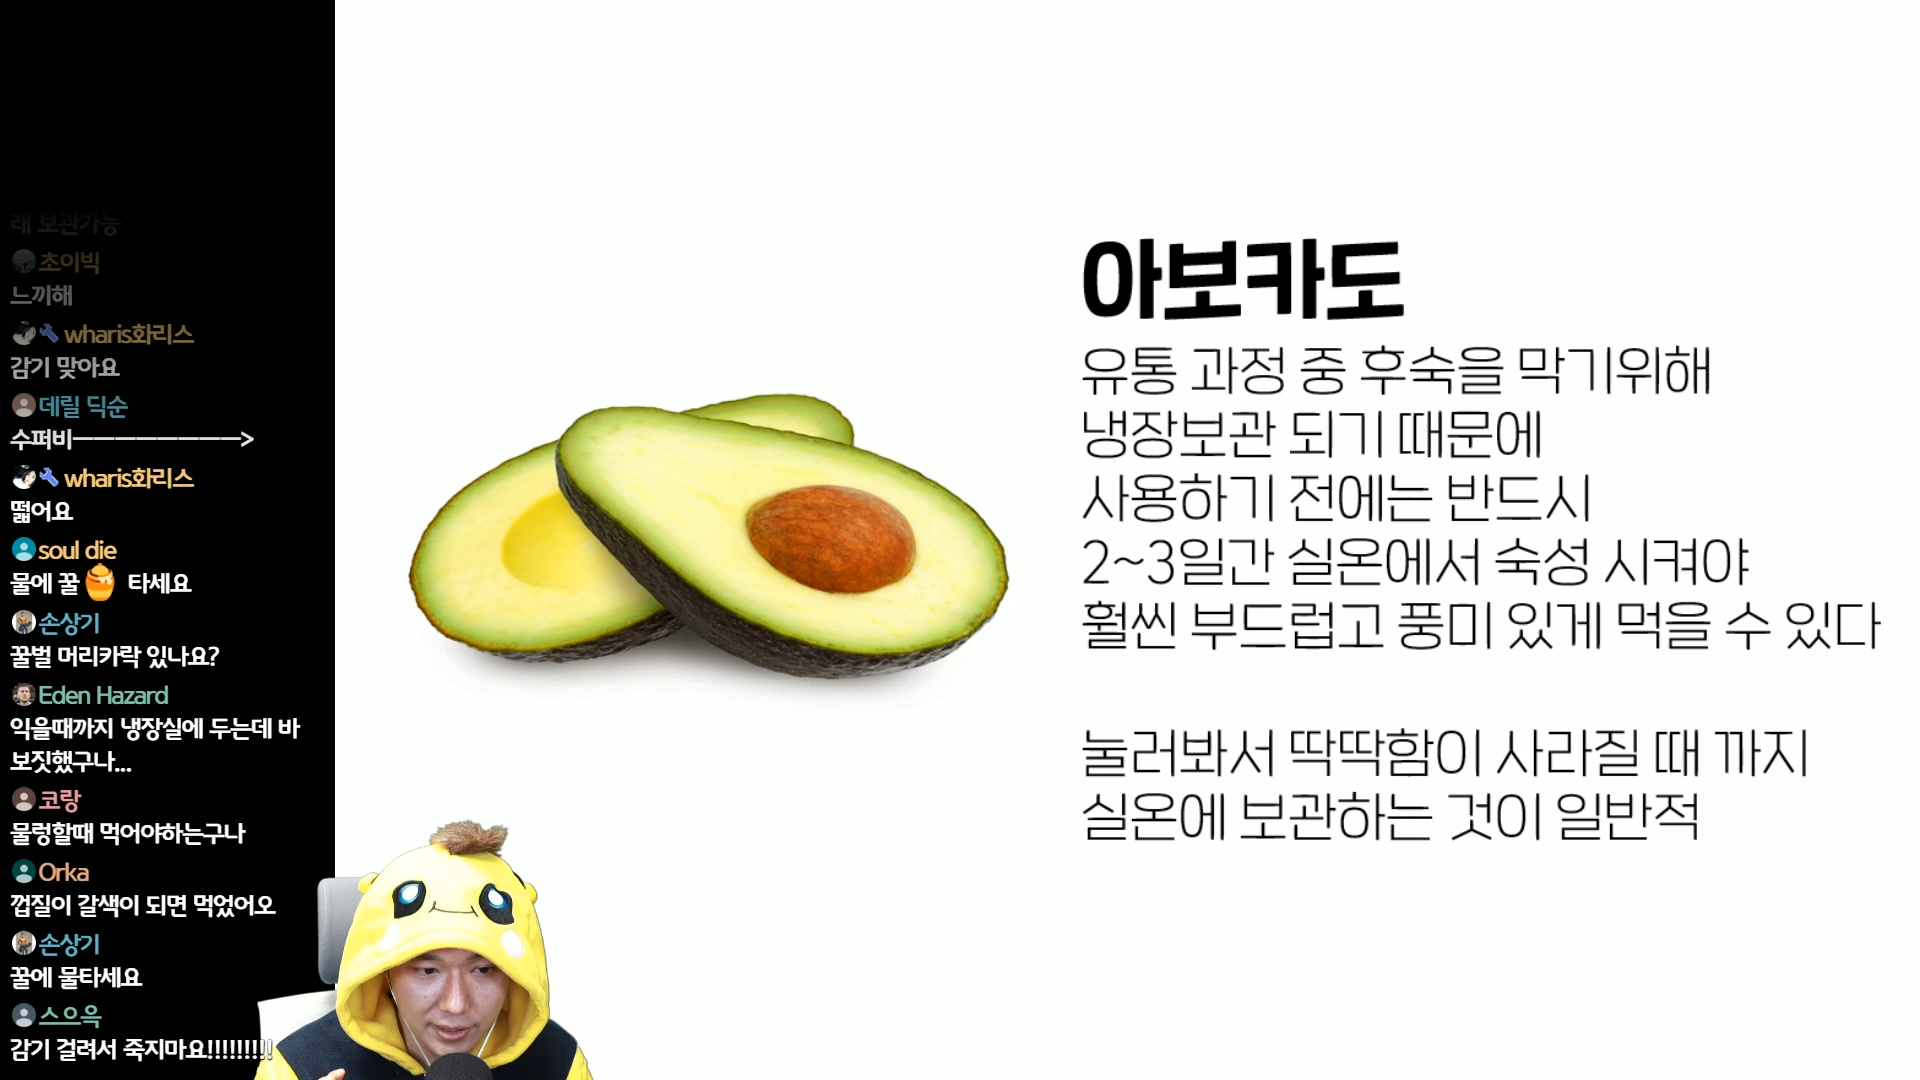 래 보관가능
초이빅
느끼해
wharis화리스
감기 맞아요
데릴 딕순
수퍼비────────>
wharis화리스
떫어요
soul die
물에 꿀🍯 타세요
손상기
꿀벌 머리카락 있나요?
Eden Hazard
익을때까지 냉장실에 두는데 바
보짓했구나...
코랑
물렁할때 먹어야하는구나
Orka
껍질이 갈색이 되면 먹었어오
손상기
꿀에 물타세요
스으윽
감기 걸려서 죽지마요!!!!!!!!!
아보카도
유통 과정 중 후숙을 막기위해
냉장보관 되기 때문에
사용하기 전에는 반드시
2~3일간 실온에서 숙성 시켜야
훨씬 부드럽고 풍미 있게 먹을 수 있다
눌러봐서 딱딱함이 사라질 때 까지
실온에 보관하는 것이 일반적